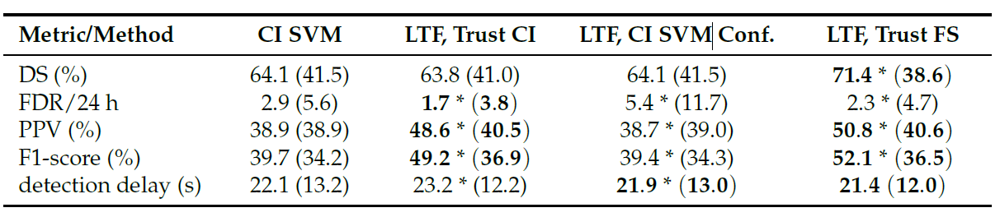 Metric/Method CI SVM LTF, Trust CI LTF, CI SVM Conf. LTF, Trust FS
DS (%) 64.1 (41.5) 63.8 (41.0) 64.1 (41.5) 71.4 * (38.6)
FDR/24 h 2.9 (5.6) 1.7 * (3.8) 5.4 * (11.7) 2.3 * (4.7)
PPV (%) 38.9 (38.9) 48.6 * (40.5) 38.7 * (39.0) 50.8 * (40.6)
F1-score (%) 39.7 (34.2) 49.2 * (36.9) 39.4 * (34.3) 52.1 * (36.5)
detection delay (s) 22.1 (13.2) 23.2 * (12.2) 21.9 * (13.0) 21.4 (12.0)